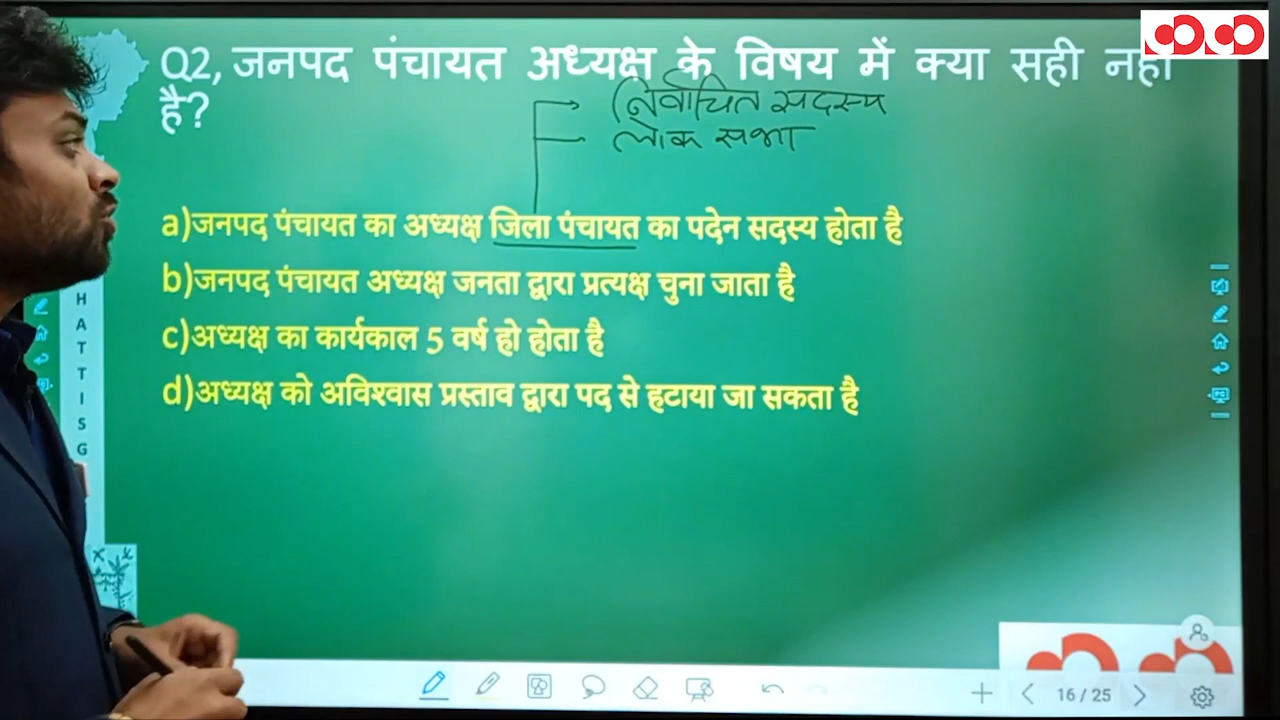 Q2, जनपद पंचायत अध्यक्ष के विषय में क्या सही नहीं
है?
निर्वाचित सदस्य
लोक सभा
a)जनपद पंचायत का अध्यक्ष जिला पंचायत का पदेन सदस्य होता है
b)जनपद पंचायत अध्यक्ष जनता द्वारा प्रत्यक्ष चुना जाता है
c)अध्यक्ष का कार्यकाल 5 वर्ष हो होता है
d)अध्यक्ष को अविश्वास प्रस्ताव द्वारा पद से हटाया जा सकता है
H
A
T
T
I
S
G
16 / 25